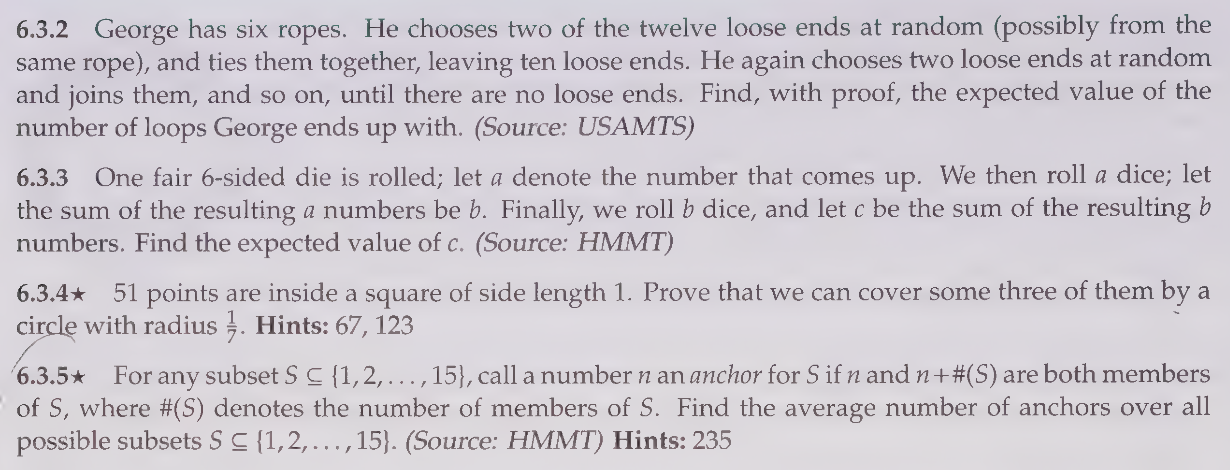 6.3.2 George has six ropes. He chooses two of the twelve loose ends at random (possibly from the
same rope), and ties them together, leaving ten loose ends. He again chooses two loose ends at random
and joins them, and so on, until there are no loose ends. Find, with proof, the expected value of the
number of loops George ends up with. (Source: USAMTS)
6.3.3 One fair 6-sided die is rolled; let a denote the number that comes up. We then roll a dice; let
the sum of the resulting a numbers be b. Finally, we roll b dice, and let c be the sum of the resulting b
numbers. Find the expected value of c. (Source: HMMT)
6.3.4★ 51 points are inside a square of side length 1. Prove that we can cover some three of them by a
circle with radius 1/7. Hints: 67, 123
6.3.5★ For any subset S ⊆ {1, 2, . . . , 15}, call a number n an anchor for S if n and n+#(S) are both members
of S, where #(S) denotes the number of members of S. Find the average number of anchors over all
possible subsets S ⊆ {1, 2, . . . , 15}. (Source: HMMT) Hints: 235